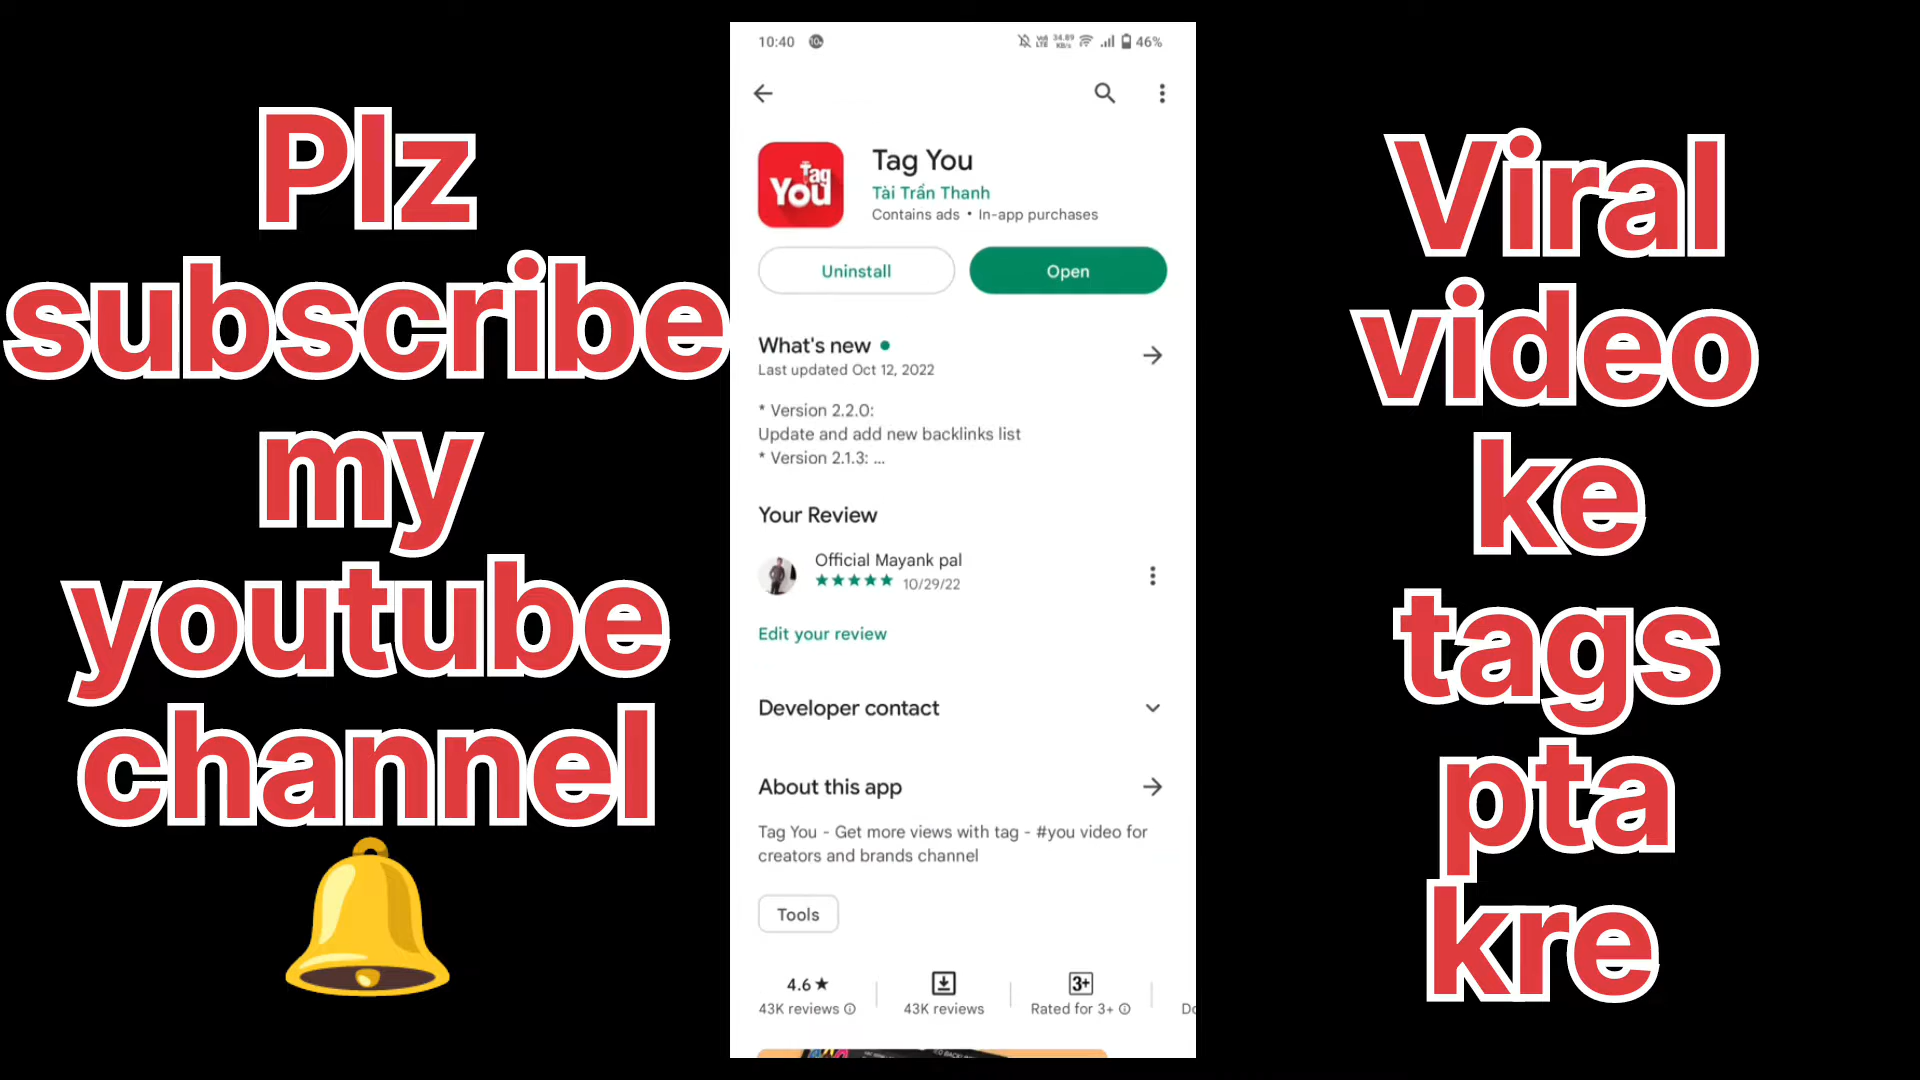 Plz
subscribe
my
youtube
channel
10:40
34.89
KB/s
46%
Tag You
Tag You
Tài Trấn Thanh
Contains ads • In-app purchases
Uninstall
Open
What's new
Last updated Oct 12, 2022
* Version 2.2.0:
Update and add new backlinks list
* Version 2.1.3: ...
Your Review
Official Mayank pal
10/29/22
Edit your review
Developer contact
About this app
Tag You - Get more views with tag - #you video for
creators and brands channel
Tools
4.6★
43K reviews
43K reviews
3+
Rated for 3+
Viral
video
ke
tags
pta
kre